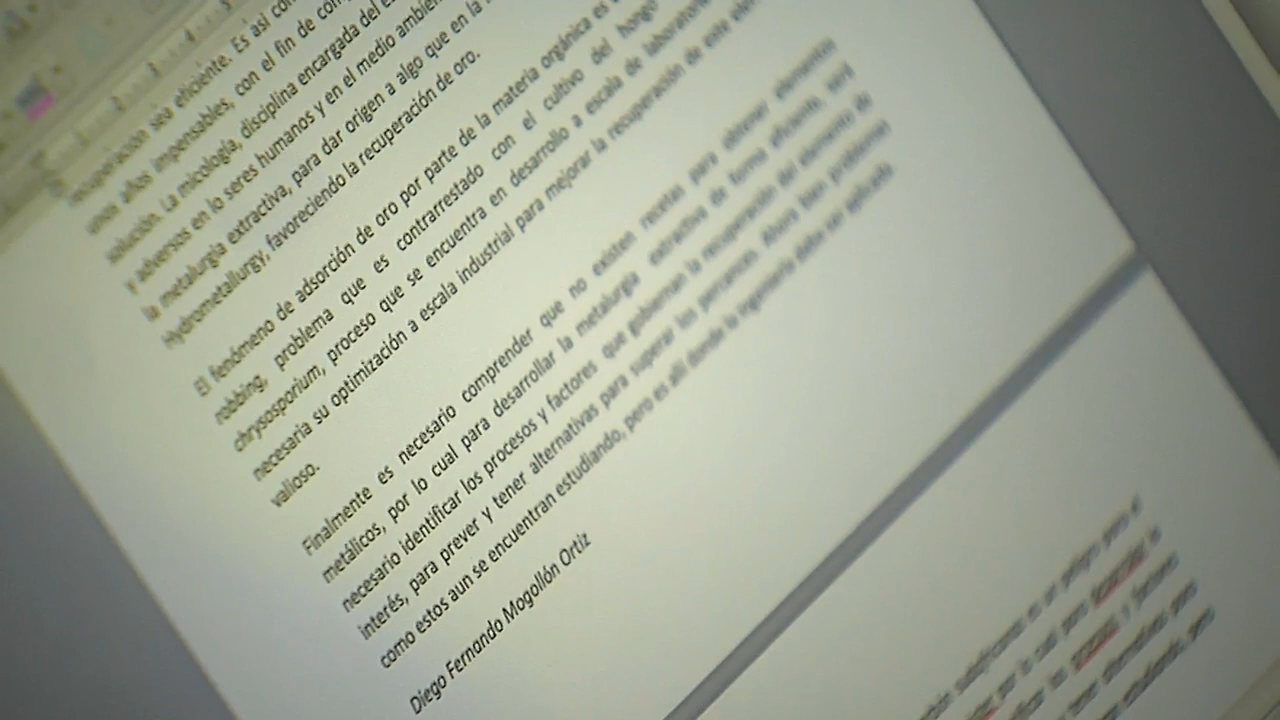 recuperación sea eficiente. Es así
unos años impensables, con el fin de
solución. La micología, disciplina encargada del
y adversos en lo seres humanos y en el medio
la metalurgia extractiva, para dar origen a algo que en la
Hydrometallurgy, favoreciendo la recuperación de oro.
El fenómeno de adsorción de oro por parte de la materia orgánica es
robbing, problema que es contrarrestado con el cultivo del hongo
chrysosporium, proceso que se encuentra en desarrollo a escala de
necesaria su optimización a escala industrial para mejorar la recuperación de este
valioso.
Finalmente es necesario comprender que no existen recetas para obtener elementos
metálicos, por lo cual para desarrollar la metalurgia extractiva de forma eficiente, será
necesario identificar los procesos y factores que gobiernan la recuperación del elemento de
interés, para prever y tener alternativas para superar los percances. Ahora bien problemas
como estos aun se encuentran estudiando, pero es allí donde la ingeniería debe ser aplicada
Diego Fernando Mogollón Ortiz